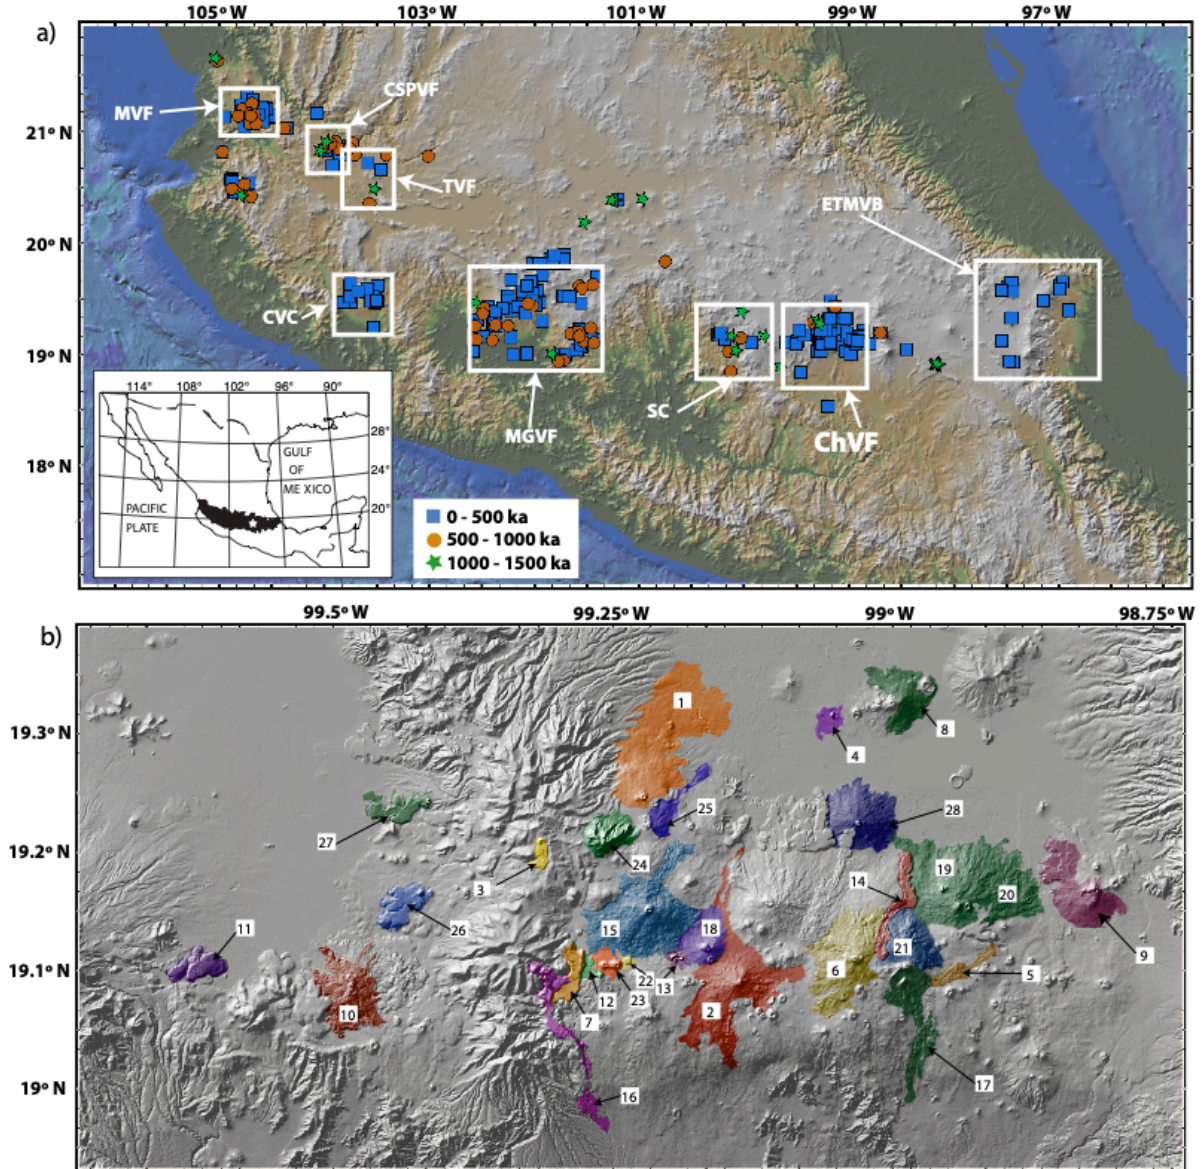 a)
105°W 103°W 101°W 99°W 97°W
MVF
CSPVF
21°N
TVF
ETMVB
20°N
CVC
19°N
SC
MGVF
ChVF
18°N
114° 108° 102° 96° 90°
28°
GULF
OF
ME XICO
24°
PACIFIC
PLATE
20°
0 - 500 ka
500 - 1000 ka
1000 - 1500 ka
b)
99.5°W 99.25°W 99°W 98.75°W
1
8
19.3°N
4
25
28
27
24
19.2°N
19
3
14
20
11
26
15
18
21
9
19.1°N
22
6
5
13
12
23
10
7
2
17
19° N
16